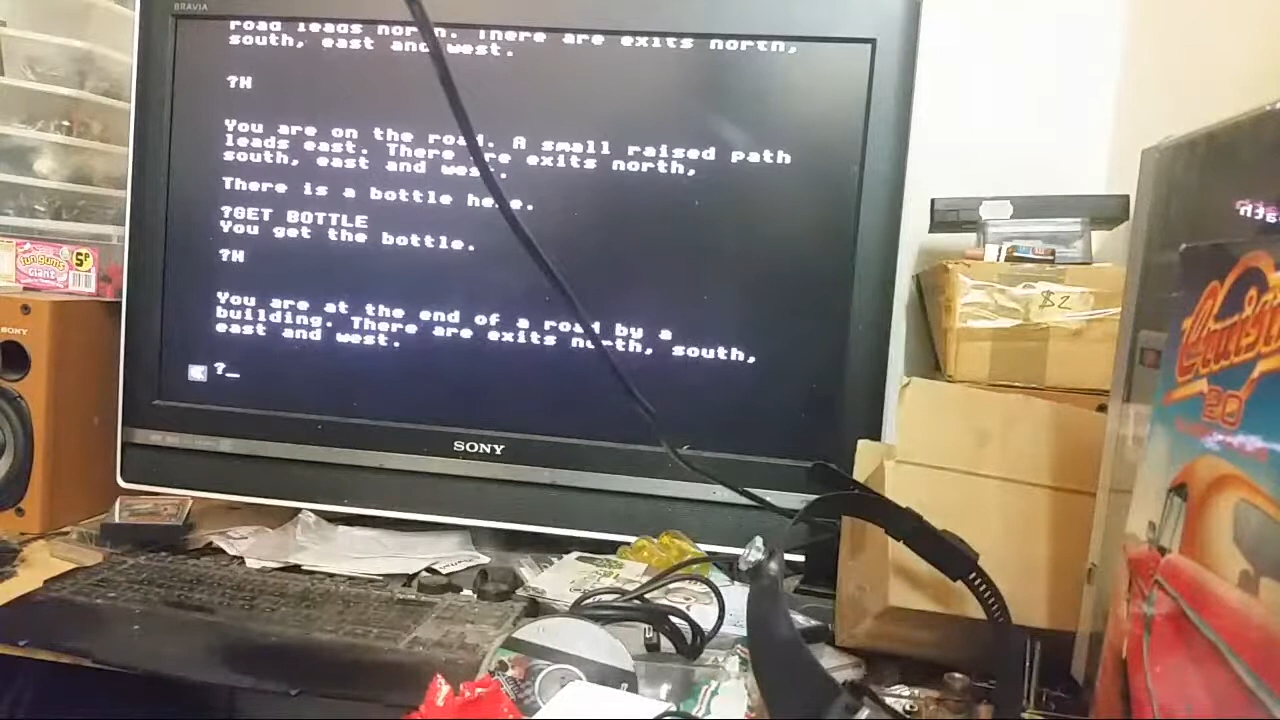 BRAVIA
road leads north. There are exits north,
south, east and west.
?N
You are on the road. A small raised path
leads east. There are exits north,
south, east and west.
There is a bottle here.
?GET BOTTLE
You get the bottle.
?N
You are at the end of a road by a
building. There are exits north, south,
east and west.
?_
SONY
fun gums
Giant
5p
SONY
$2
20